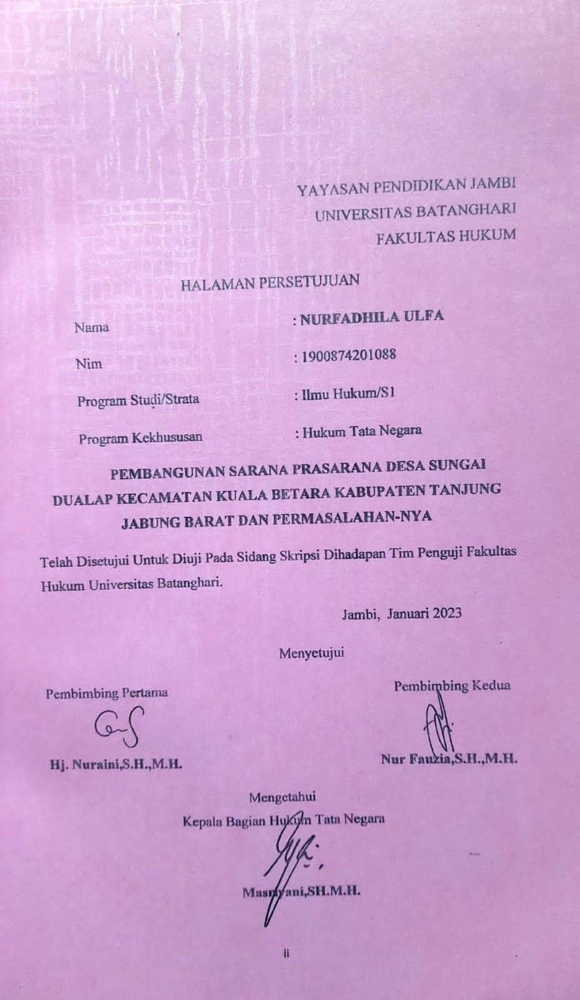 YAYASAN PENDIDIKAN JAMBI
UNIVERSITAS BATANGHARI
FAKULTAS HUKUM
HALAMAN PERSETUJUAN
Nama : NURFADHILA ULFA
Nim : 1900874201088
Program Studi/Strata : Ilmu Hukum/S1
Program Kekhususan : Hukum Tata Negara
PEMBANGUNAN SARANA PRASARANA DESA SUNGAI
DUALAP KECAMATAN KUALA BETARA KABUPATEN TANJUNG
JABUNG BARAT DAN PERMASALAHAN-NYA
Telah Disetujui Untuk Diuji Pada Sidang Skripsi Dihadapan Tim Penguji Fakultas
Hukum Universitas Batanghari.
Jambi, Januari 2023
Menyetujui
Pembimbing Pertama Pembimbing Kedua
Hj. Nuraini,S.H.,M.H. Nur Fauzia,S.H.,M.H.
Mengetahui
Kepala Bagian Hukum Tata Negara
Masriyani,SH.M.H.
ii